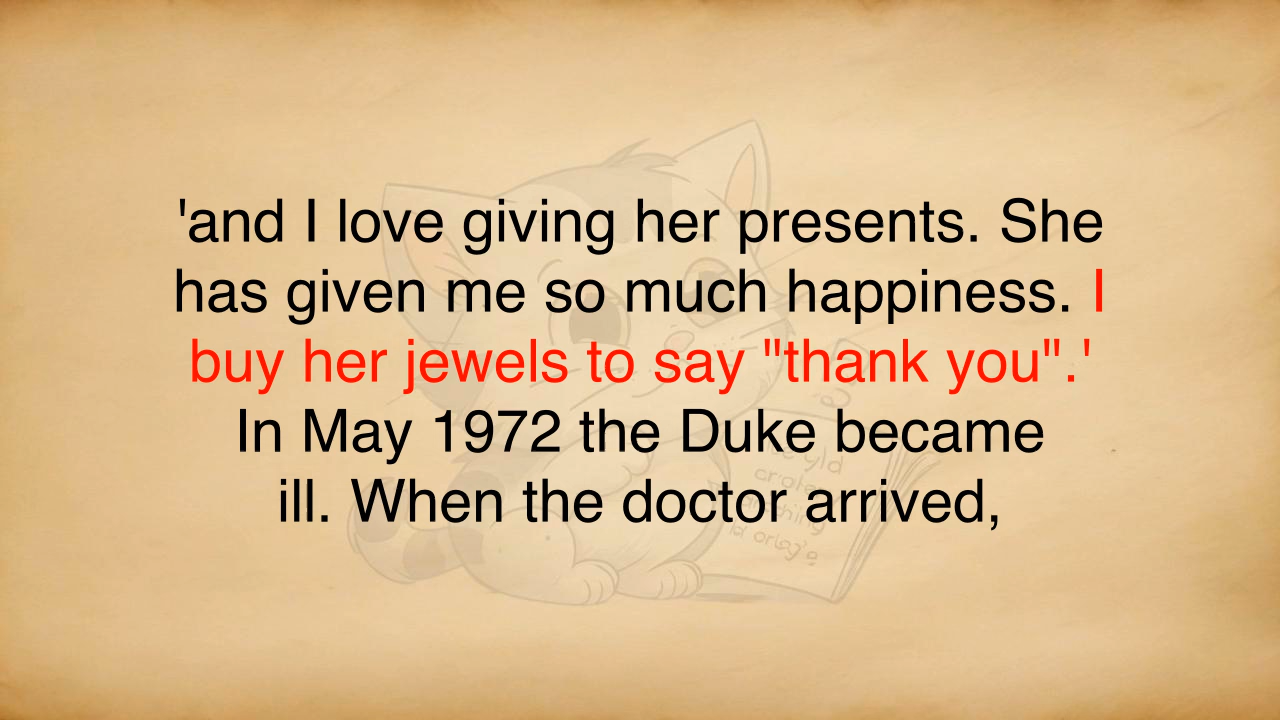 'and I love giving her presents. She
has given me so much happiness. I
buy her jewels to say "thank you".'
In May 1972 the Duke became
ill. When the doctor arrived,